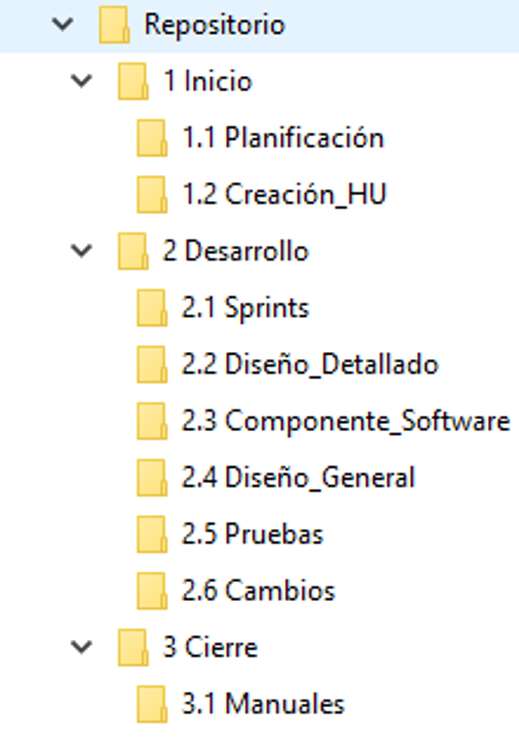 Repositorio
1 Inicio
1.1 Planificación
1.2 Creación_HU
2 Desarrollo
2.1 Sprints
2.2 Diseño_Detallado
2.3 Componente_Software
2.4 Diseño_General
2.5 Pruebas
2.6 Cambios
3 Cierre
3.1 Manuales